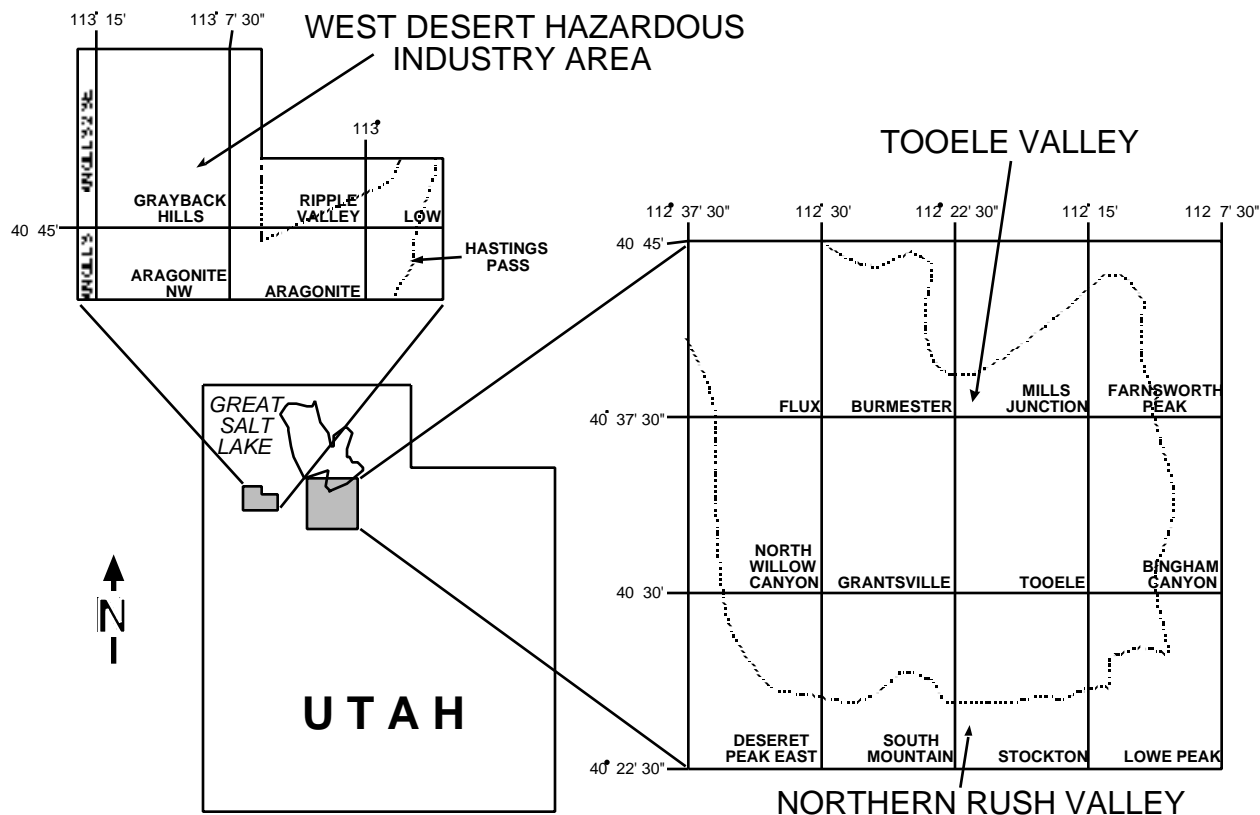 113° 15'
113° 7' 30"
WEST DESERT HAZARDOUS
INDUSTRY AREA
113°
GRAYBACK
HILLS
RIPPLE
VALLEY
LOW
40 45'
KNOLLS
ARAGONITE
NW
ARAGONITE
HASTINGS
PASS
TOOELE VALLEY
112° 37' 30"
112° 30'
112° 22' 30"
112° 15'
112 7' 30"
40 45'
FLUX
BURMESTER
MILLS
JUNCTION
FARNSWORTH
PEAK
40° 37' 30"
NORTH
WILLOW
CANYON
GRANTSVILLE
TOOELE
BINGHAM
CANYON
40 30'
DESERET
PEAK EAST
SOUTH
MOUNTAIN
STOCKTON
LOWE PEAK
40° 22' 30"
NORTHERN RUSH VALLEY
GREAT
SALT
LAKE
N
UTAH